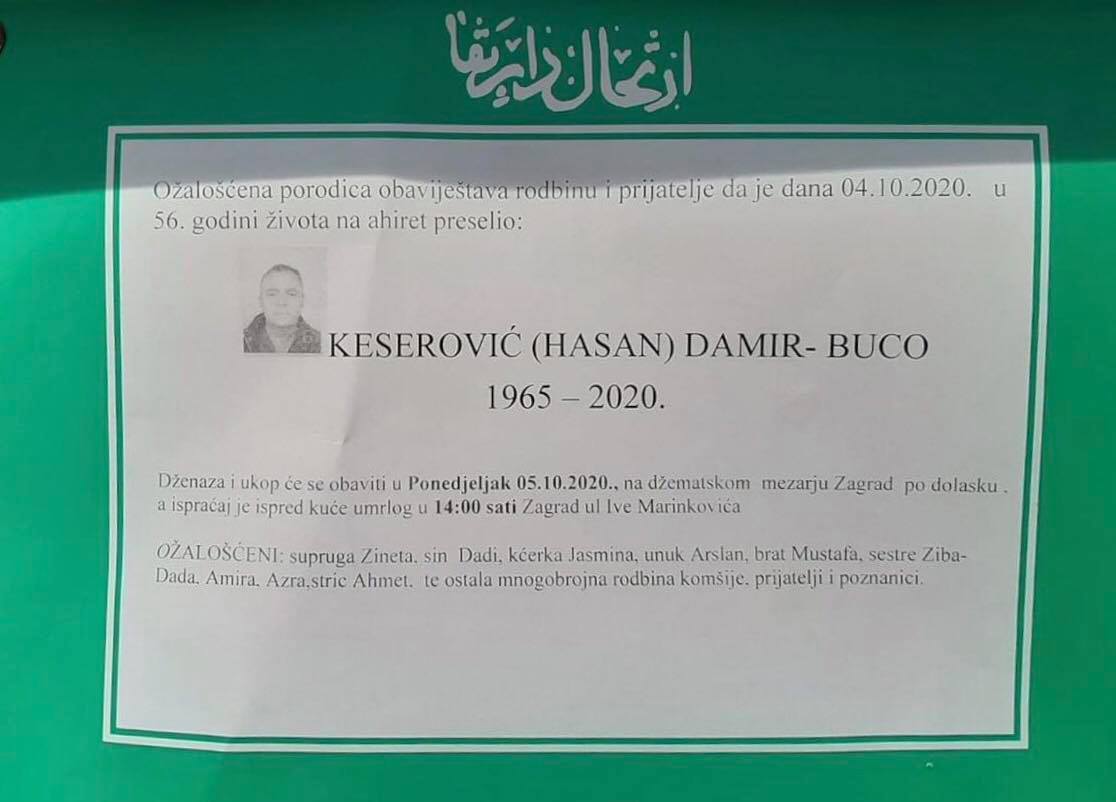 ارتحال دار بقا
Ožalošćena porodica obaviještava rodbinu i prijatelje da je dana 04.10.2020. u
56. godini života na ahiret preselio:
KESEROVIĆ (HASAN) DAMIR- BUCO
1965 – 2020.
Dženaza i ukop će se obaviti u Ponedjeljak 05.10.2020., na džematskom mezarju Zagrad po dolasku ,
a ispraćaj je ispred kuće umrlog u 14:00 sati Zagrad ul Ive Marinkovića
OŽALOŠĆENI: supruga Zineta, sin Dadi, kćerka Jasmina, unuk Arslan, brat Mustafa, sestre Ziba-
Dada, Amira, Azra,stric Ahmet, te ostala mnogobrojna rodbina komšije, prijatelji i poznanici.